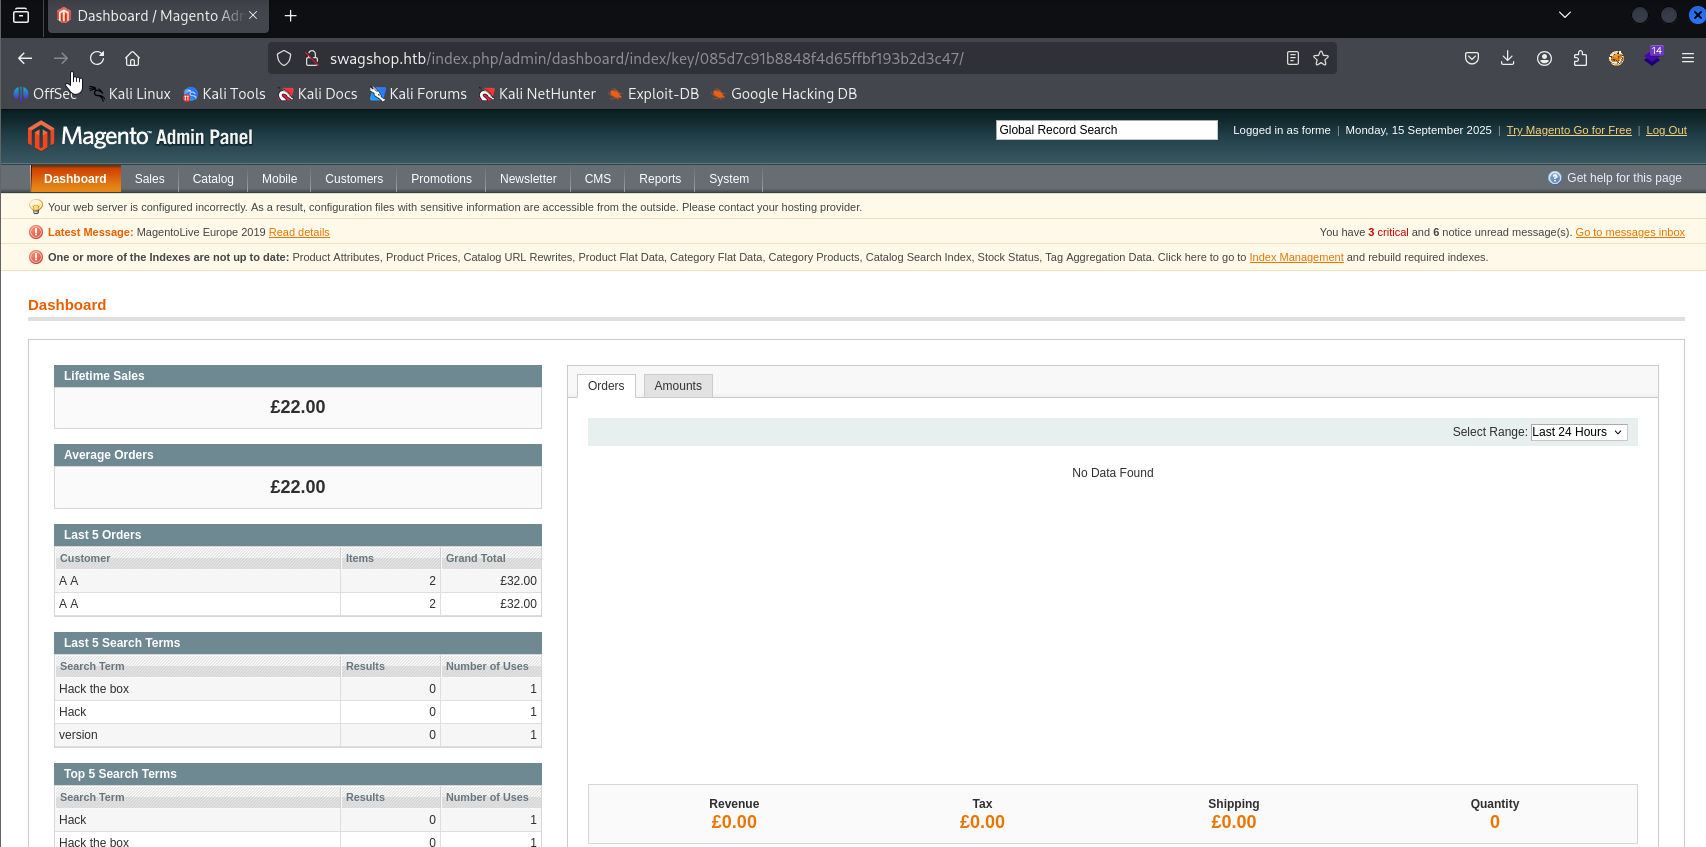 Dashboard / Magento Ad
swagshop.htb/index.php/admin/dashboard/index/key/085d7c91b8848f4d65ffbf193b2d3c47/
14
OffSec Kali Linux Kali Tools Kali Docs Kali Forums Kali NetHunter Exploit-DB Google Hacking DB
Magento™ Admin Panel
Global Record Search
Logged in as forme | Monday, 15 September 2025 | Try Magento Go for Free | Log Out
Dashboard Sales Catalog Mobile Customers Promotions Newsletter CMS Reports System
Get help for this page
Your web server is configured incorrectly. As a result, configuration files with sensitive information are accessible from the outside. Please contact your hosting provider.
Latest Message: MagentoLive Europe 2019 Read details
You have 3 critical and 6 notice unread message(s). Go to messages inbox
One or more of the Indexes are not up to date: Product Attributes, Product Prices, Catalog URL Rewrites, Product Flat Data, Category Flat Data, Category Products, Catalog Search Index, Stock Status, Tag Aggregation Data. Click here to go to Index Management and rebuild required indexes.
Dashboard
Lifetime Sales
£22.00
Average Orders
£22.00
Last 5 Orders
Customer Items Grand Total
A A 2 £32.00
A A 2 £32.00
Last 5 Search Terms
Search Term Results Number of Uses
Hack the box 0 1
Hack 0 1
version 0 1
Top 5 Search Terms
Search Term Results Number of Uses
Hack 0 1
Hack the box 0 1
Orders Amounts
Select Range: Last 24 Hours
No Data Found
Revenue Tax Shipping Quantity
£0.00 £0.00 £0.00 0